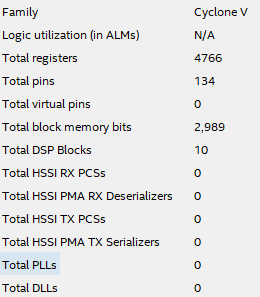 Family Cyclone V
Logic utilization (in ALMs) N/A
Total registers 4766
Total pins 134
Total virtual pins 0
Total block memory bits 2,989
Total DSP Blocks 10
Total HSSI RX PCSs 0
Total HSSI PMA RX Deserializers 0
Total HSSI TX PCSs 0
Total HSSI PMA TX Serializers 0
Total PLLs 0
Total DLLs 0